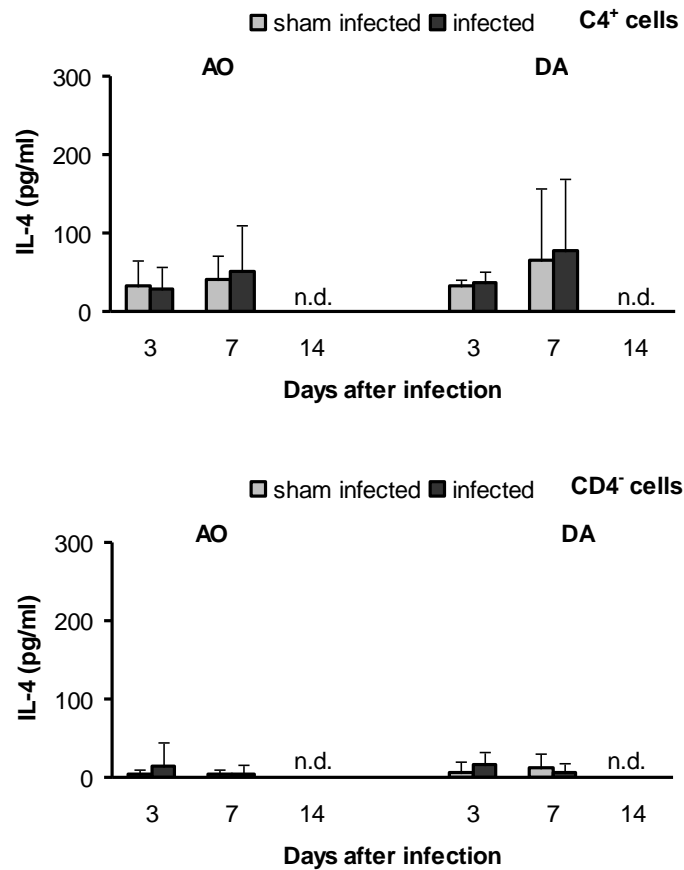 sham infected infected C4⁺ cells
AO DA
300
200
100
0
IL-4 (pg/ml)
n.d. n.d.
3 7 14 3 7 14
Days after infection
sham infected infected CD4⁻ cells
AO DA
300
200
100
0
IL-4 (pg/ml)
n.d. n.d.
3 7 14 3 7 14
Days after infection